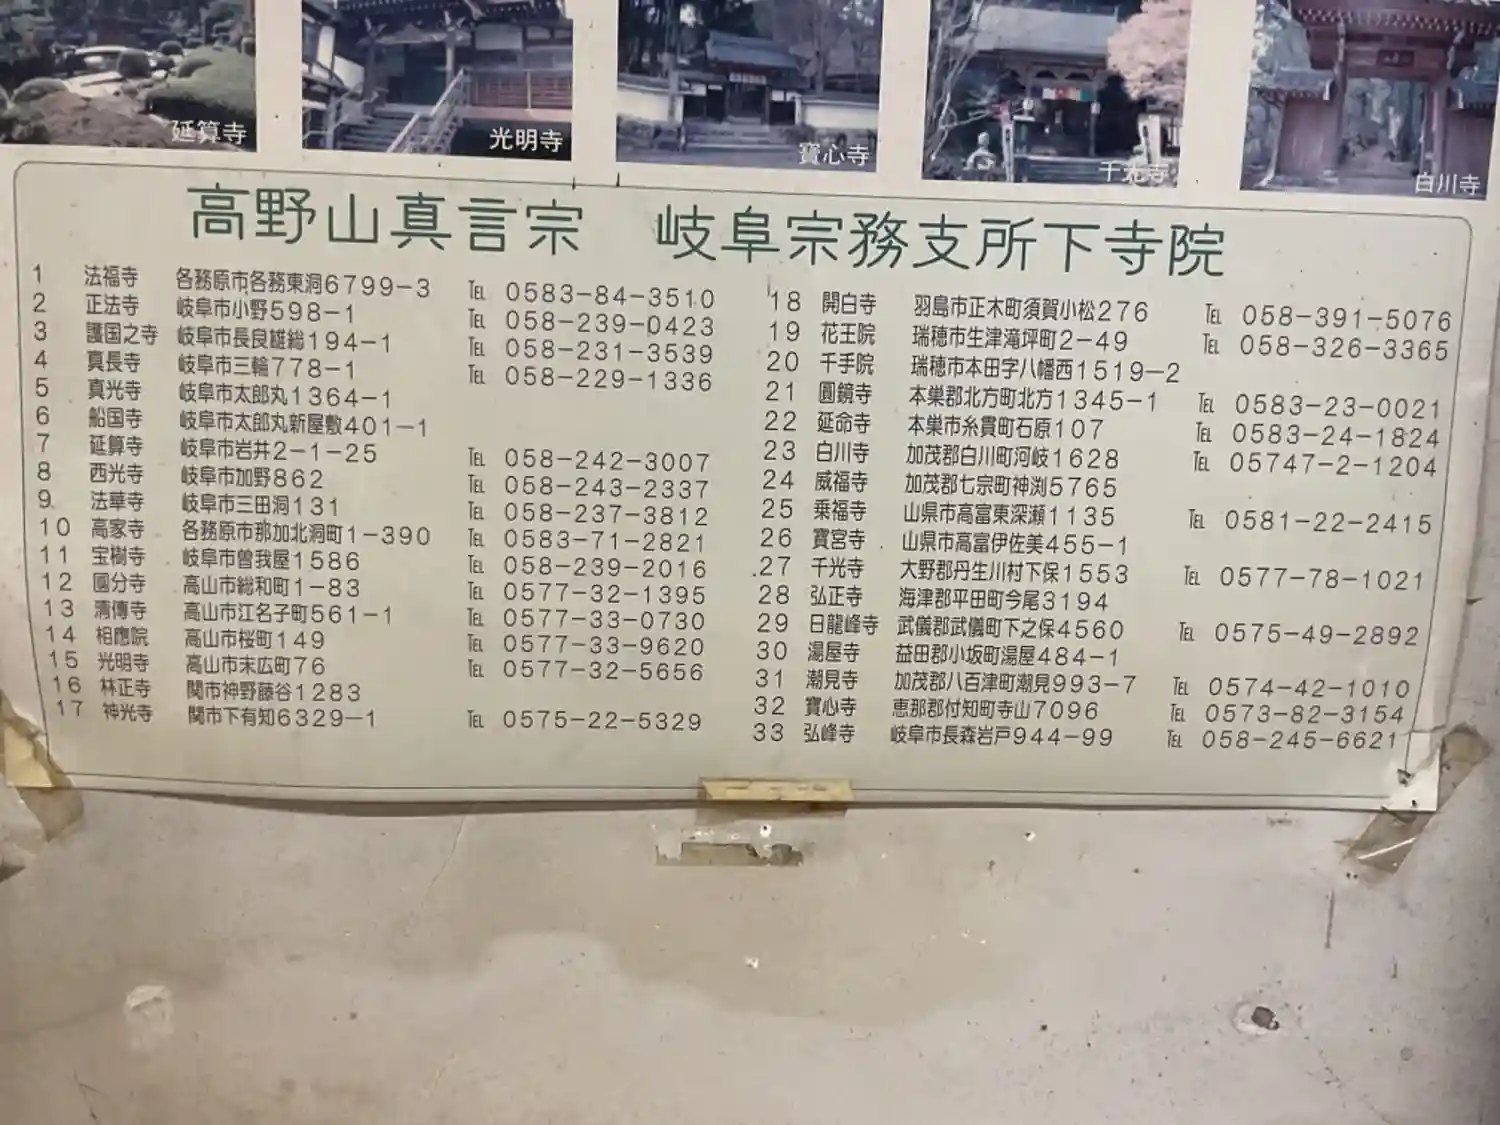 延算寺
光明寺
寶心寺
千光寺
白川寺
高野山真言宗　岐阜宗務支所下寺院
1 法福寺 各務原市各務東洞6799-3 TEL 0583-84-3510
2 正法寺 岐阜市小野598-1 TEL 058-239-0423
3 護国之寺 岐阜市長良雄総194-1 TEL 058-231-3539
4 真長寺 岐阜市三輪778-1 TEL 058-229-1336
5 真光寺 岐阜市太郎丸1364-1
6 船国寺 岐阜市太郎丸新屋敷401-1
7 延算寺 岐阜市岩井2-1-25 TEL 058-242-3007
8 西光寺 岐阜市加野862 TEL 058-243-2337
9 法華寺 岐阜市三田洞131 TEL 058-237-3812
10 高家寺 各務原市那加北洞町1-390 TEL 0583-71-2821
11 宝樹寺 岐阜市曽我屋1586 TEL 058-239-2016
12 國分寺 高山市総和町1-83 TEL 0577-32-1395
13 清傳寺 高山市江名子町561-1 TEL 0577-33-0730
14 相應院 高山市桜町149 TEL 0577-33-9620
15 光明寺 高山市末広町76 TEL 0577-32-5656
16 林正寺 関市神野藤谷1283
17 神光寺 関市下有知6329-1 TEL 0575-22-5329
18 開白寺 羽島市正木町須賀小松276 TEL 058-391-5076
19 花王院 瑞穂市生津滝坪町2-49 TEL 058-326-3365
20 千手院 瑞穂市本田字八幡西1519-2
21 圓鏡寺 本巣郡北方町北方1345-1 TEL 0583-23-0021
22 延命寺 本巣市糸貫町石原107 TEL 0583-24-1824
23 白川寺 加茂郡白川町河岐1628 TEL 05747-2-1204
24 威福寺 加茂郡七宗町神渕5765
25 乗福寺 山県市高富東深瀬1135 TEL 0581-22-2415
26 寶宮寺 山県市高富伊佐美455-1
27 千光寺 大野郡丹生川村下保1553 TEL 0577-78-1021
28 弘正寺 海津郡平田町今尾3194
29 日龍峰寺 武儀郡武儀町下之保4560 TEL 0575-49-2892
30 湯屋寺 益田郡小坂町湯屋484-1
31 潮見寺 加茂郡八百津町潮見993-7 TEL 0574-42-1010
32 寶心寺 恵那郡付知町寺山7096 TEL 0573-82-3154
33 弘峰寺 岐阜市長森岩戸944-99 TEL 058-245-6621